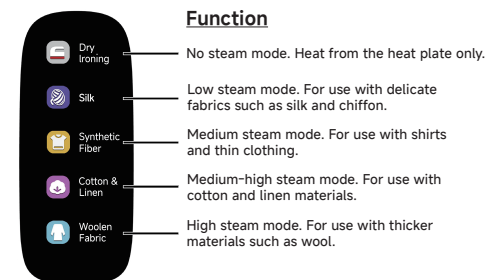 Function
Dry
Ironing
No steam mode. Heat from the heat plate only.
Silk
Low steam mode. For use with delicate
fabrics such as silk and chiffon.
Synthetic
Fiber
Medium steam mode. For use with shirts
and thin clothing.
Cotton &
Linen
Medium-high steam mode. For use with
cotton and linen materials.
Woolen
Fabric
High steam mode. For use with thicker
materials such as wool.